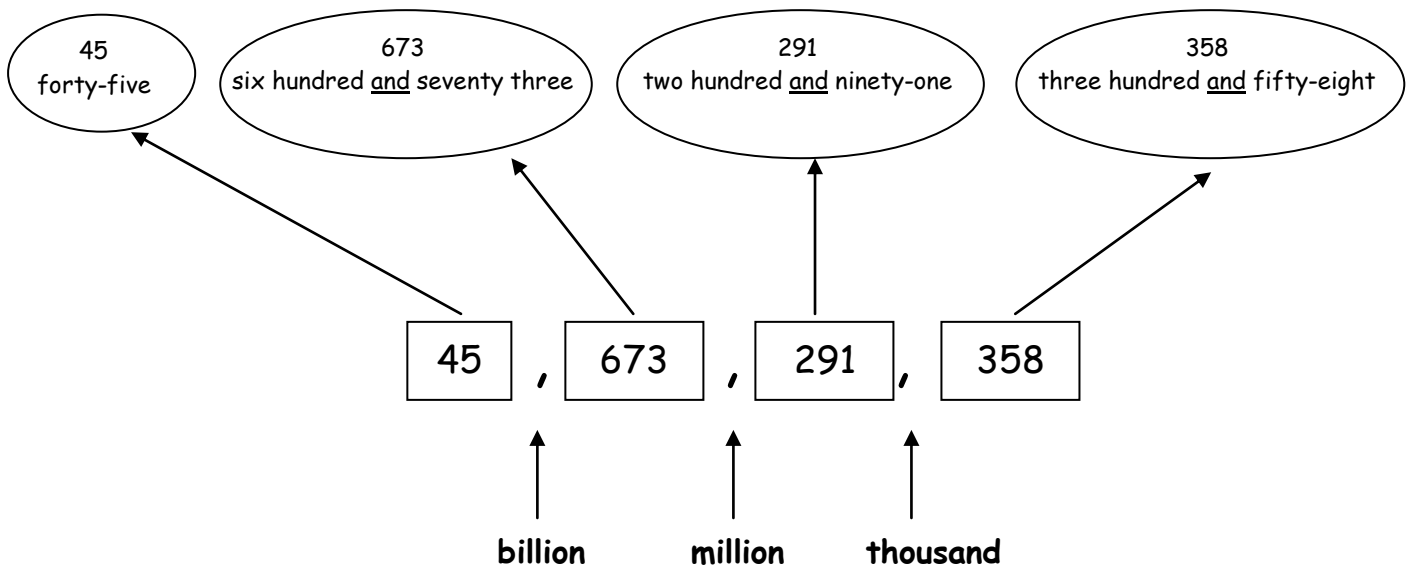 45
forty-five
673
six hundred and seventy three
291
two hundred and ninety-one
358
three hundred and fifty-eight
45 , 673 , 291 , 358
billion million thousand